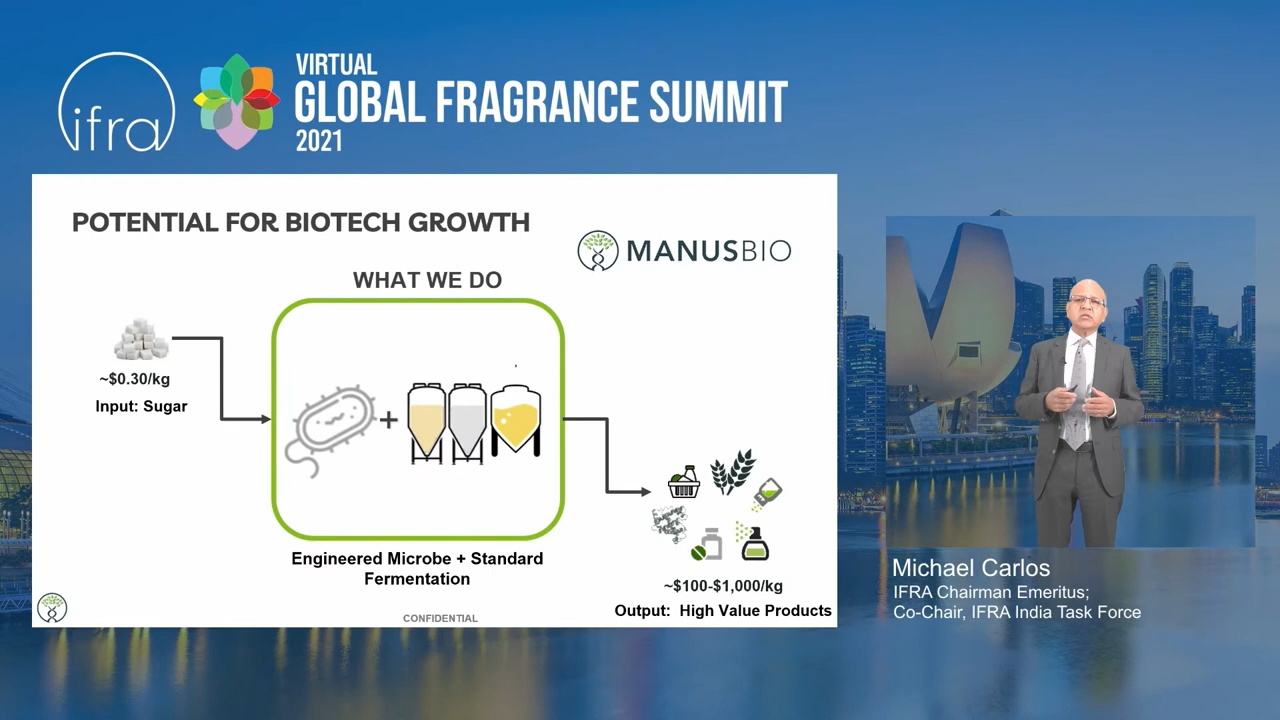 ifra
VIRTUAL
GLOBAL FRAGRANCE SUMMIT
2021
POTENTIAL FOR BIOTECH GROWTH
MANUSBIO
WHAT WE DO
~$0.30/kg
Input: Sugar
+
Engineered Microbe + Standard
Fermentation
~$100-$1,000/kg
Output: High Value Products
CONFIDENTIAL
Michael Carlos
IFRA Chairman Emeritus;
Co-Chair, IFRA India Task Force